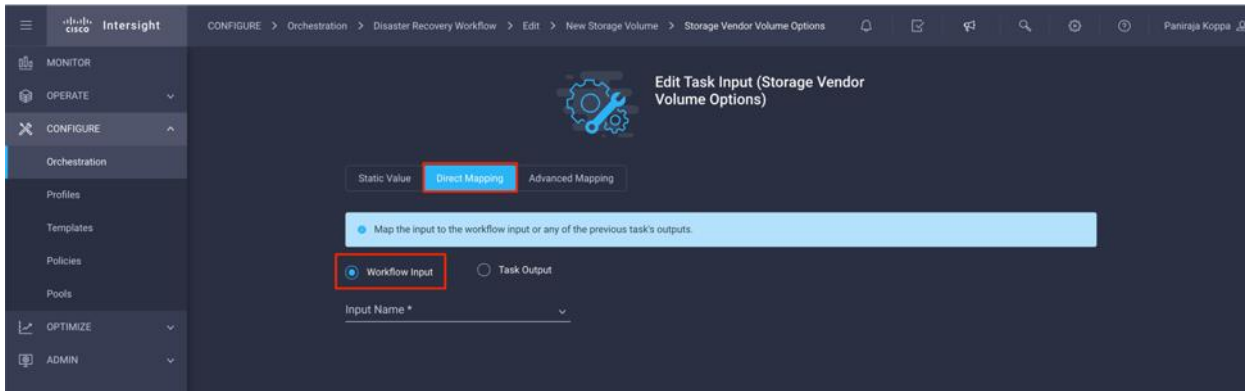 cisco Intersight
CONFIGURE > Orchestration > Disaster Recovery Workflow > Edit > New Storage Volume > Storage Vendor Volume Options
Paniraja Koppa
MONITOR
OPERATE
CONFIGURE
Orchestration
Profiles
Templates
Policies
Pools
OPTIMIZE
ADMIN
Edit Task Input (Storage Vendor
Volume Options)
Static Value Direct Mapping Advanced Mapping
Map the input to the workflow input or any of the previous task's outputs.
Workflow Input Task Output
Input Name *